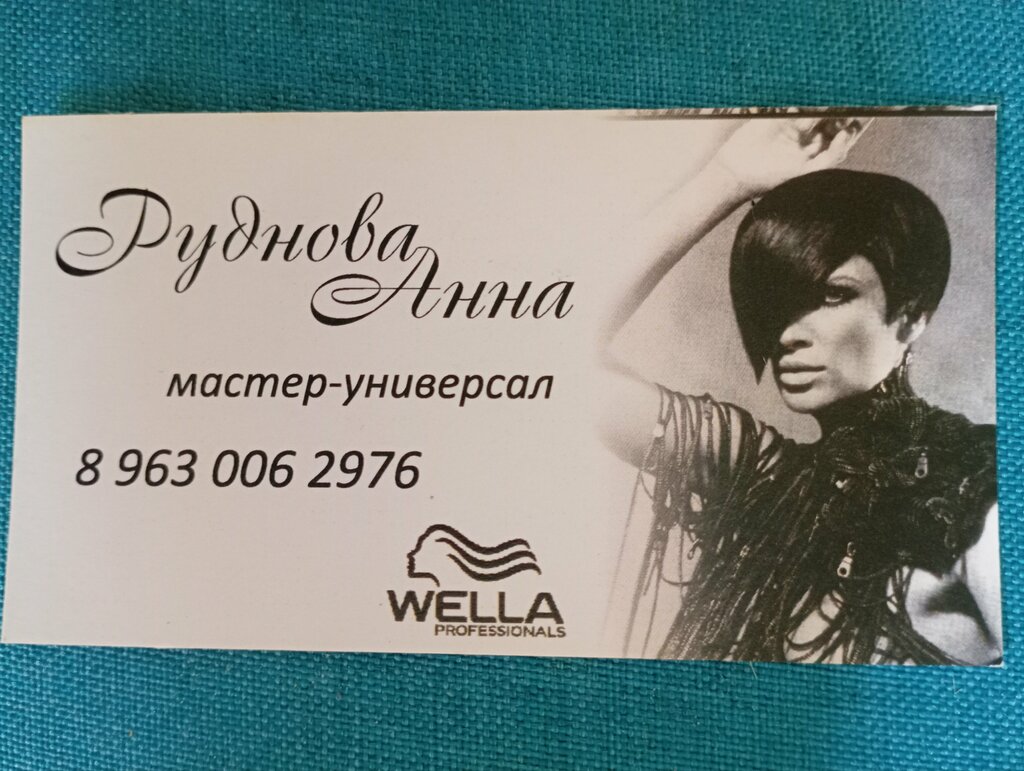 Руднова
Анна
мастер-универсал
8 963 006 2976
WELLA
PROFESSIONALS